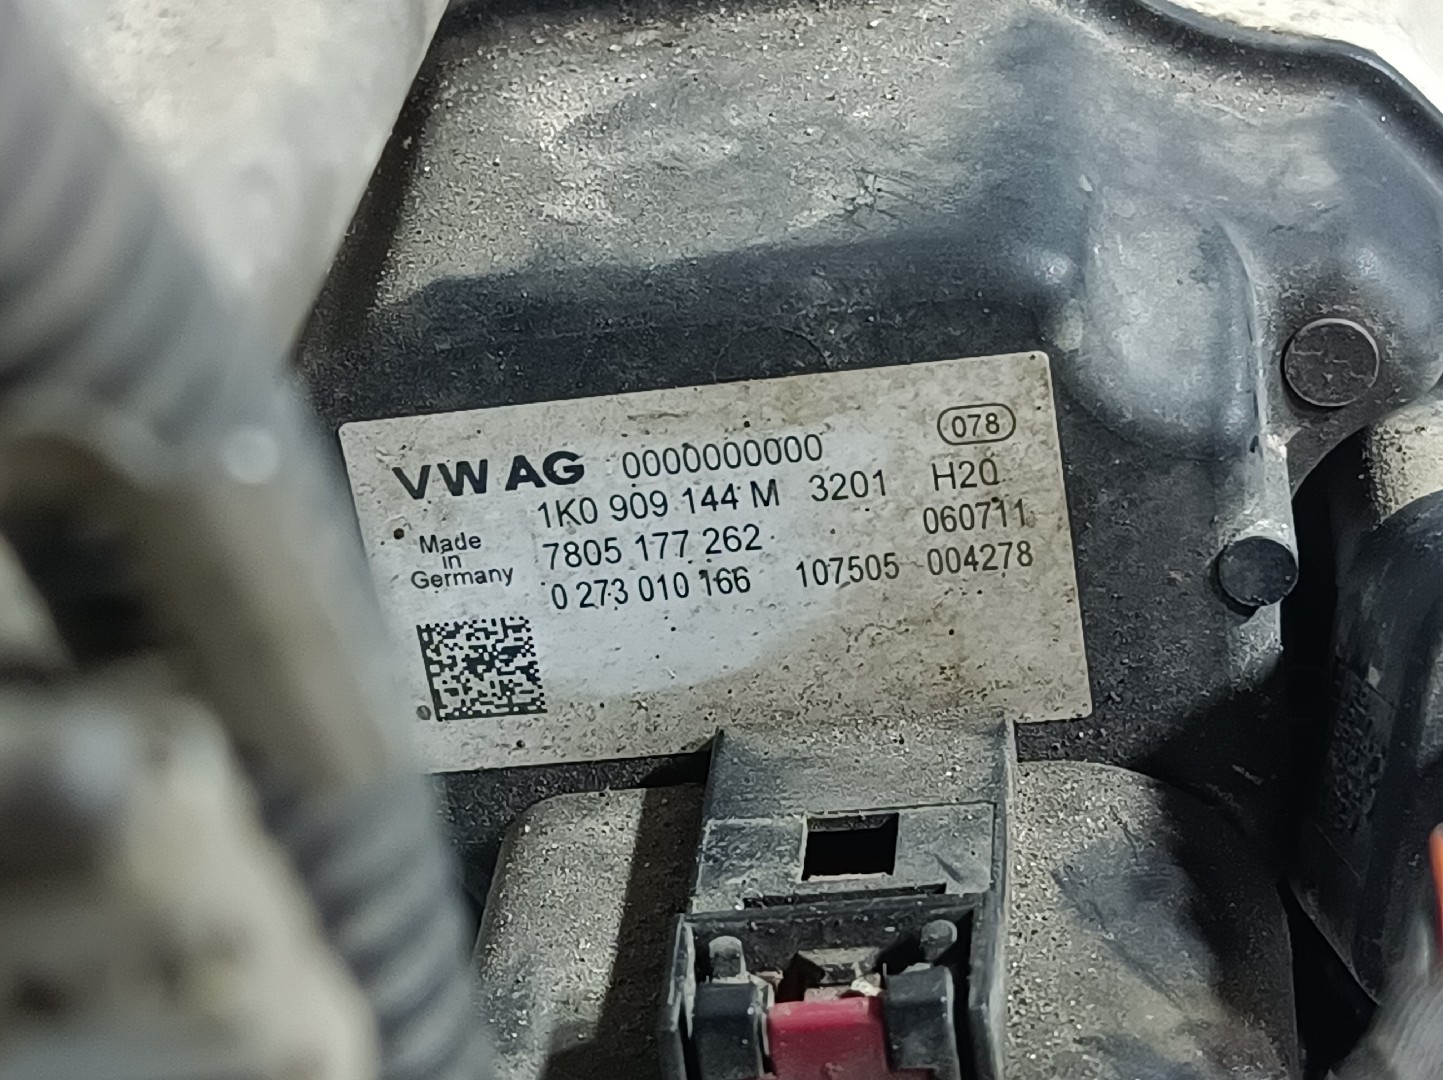 078
VW AG 0000000000
1K0 909 144 M 3201 H20
Made in Germany
7805 177 262 060711
0 273 010 166 107505 004278